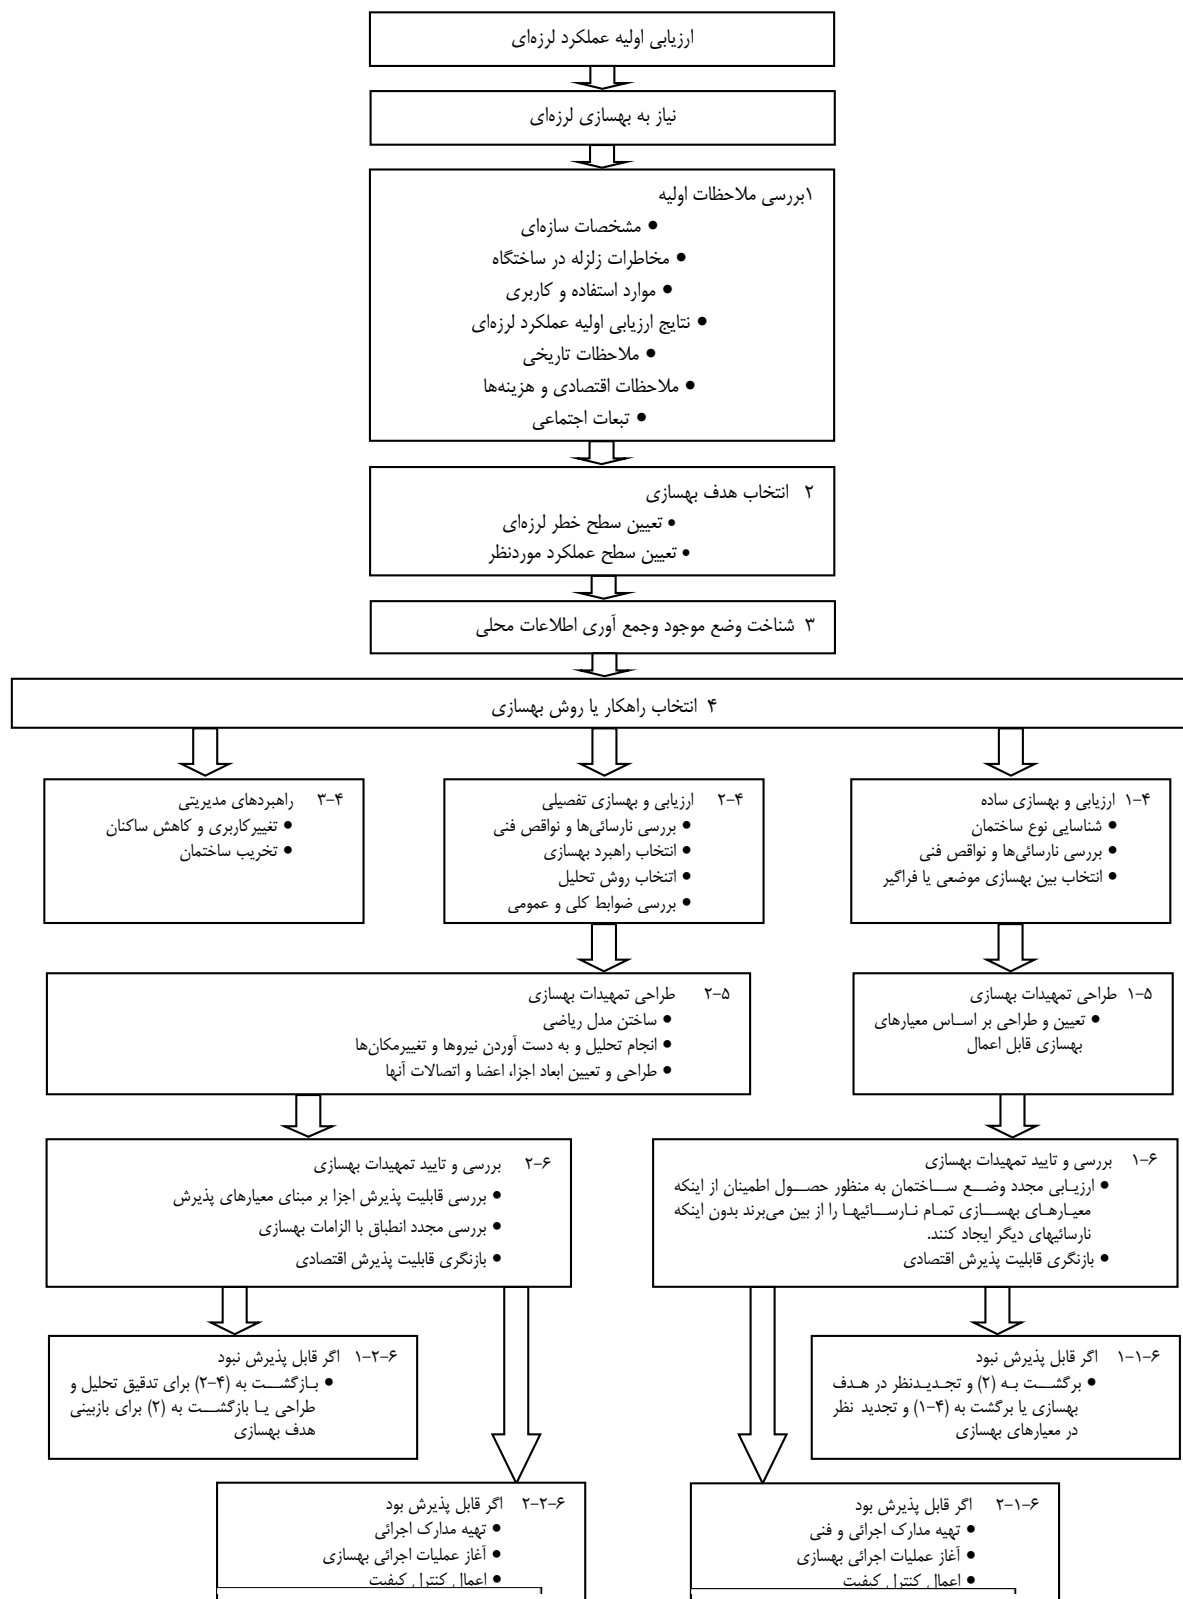 ارزیابی اولیه عملکرد لرزه‌ای
نیاز به بهسازی لرزه‌ای
۱بررسی ملاحظات اولیه
● مشخصات سازه‌ای
● مخاطرات زلزله در ساختگاه
● موارد استفاده و کاربری
● نتایج ارزیابی اولیه عملکرد لرزه‌ای
● ملاحظات تاریخی
● ملاحظات اقتصادی و هزینه‌ها
● تبعات اجتماعی
۲ انتخاب هدف بهسازی
● تعیین سطح خطر لرزه‌ای
● تعیین سطح عملکرد موردنظر
۳ شناخت وضع موجود وجمع آوری اطلاعات محلی
۴ انتخاب راهکار یا روش بهسازی
۴-۱ ارزیابی و بهسازی ساده
● شناسایی نوع ساختمان
● بررسی نارسائی‌ها و نواقص فنی
● انتخاب بین بهسازی موضعی یا فراگیر
۴-۲ ارزیابی و بهسازی تفصیلی
● بررسی نارسائی‌ها و نواقص فنی
● انتخاب راهبرد بهسازی
● اتنخاب روش تحلیل
● بررسی ضوابط کلی و عمومی
۴-۳ راهبردهای مدیریتی
● تغییرکاربری و کاهش ساکنان
● تخریب ساختمان
۵-۱ طراحی تمهیدات بهسازی
● تعیین و طراحی بر اساس معیارهای
بهسازی قابل اعمال
۵-۲ طراحی تمهیدات بهسازی
● ساختن مدل ریاضی
● انجام تحلیل و به دست آوردن نیروها و تغییرمکان‌ها
● طراحی و تعیین ابعاد اجزا، اعضا و اتصالات آنها
۶-۱ بررسی و تایید تمهیدات بهسازی
● ارزیابی مجدد وضع ساختمان به منظور حصول اطمینان از اینکه
معیارهای بهسازی تمام نارسائیها را از بین می‌برند بدون اینکه
نارسائیهای دیگر ایجاد کنند.
● بازنگری قابلیت پذیرش اقتصادی
۶-۲ بررسی و تایید تمهیدات بهسازی
● بررسی قابلیت پذیرش اجزا بر مبنای معیارهای پذیرش
● بررسی مجدد انطباق با الزامات بهسازی
● بازنگری قابلیت پذیرش اقتصادی
۶-۱-۱ اگر قابل پذیرش نبود
● برگشت به (۲) و تجدیدنظر در هدف
بهسازی یا برگشت به (۴-۱) و تجدید نظر
در معیارهای بهسازی
۶-۲-۱ اگر قابل پذیرش نبود
● بازگشت به (۴-۲) برای تدقیق تحلیل و
طراحی یا بازگشت به (۲) برای بازبینی
هدف بهسازی
۶-۱-۲ اگر قابل پذیرش بود
● تهیه مدارک اجرائی و فنی
● آغاز عملیات اجرائی بهسازی
● اعمال کنترل کیفیت
۶-۲-۲ اگر قابل پذیرش بود
● تهیه مدارک اجرائی
● آغاز عملیات اجرائی بهسازی
● اعمال کنترل کیفیت